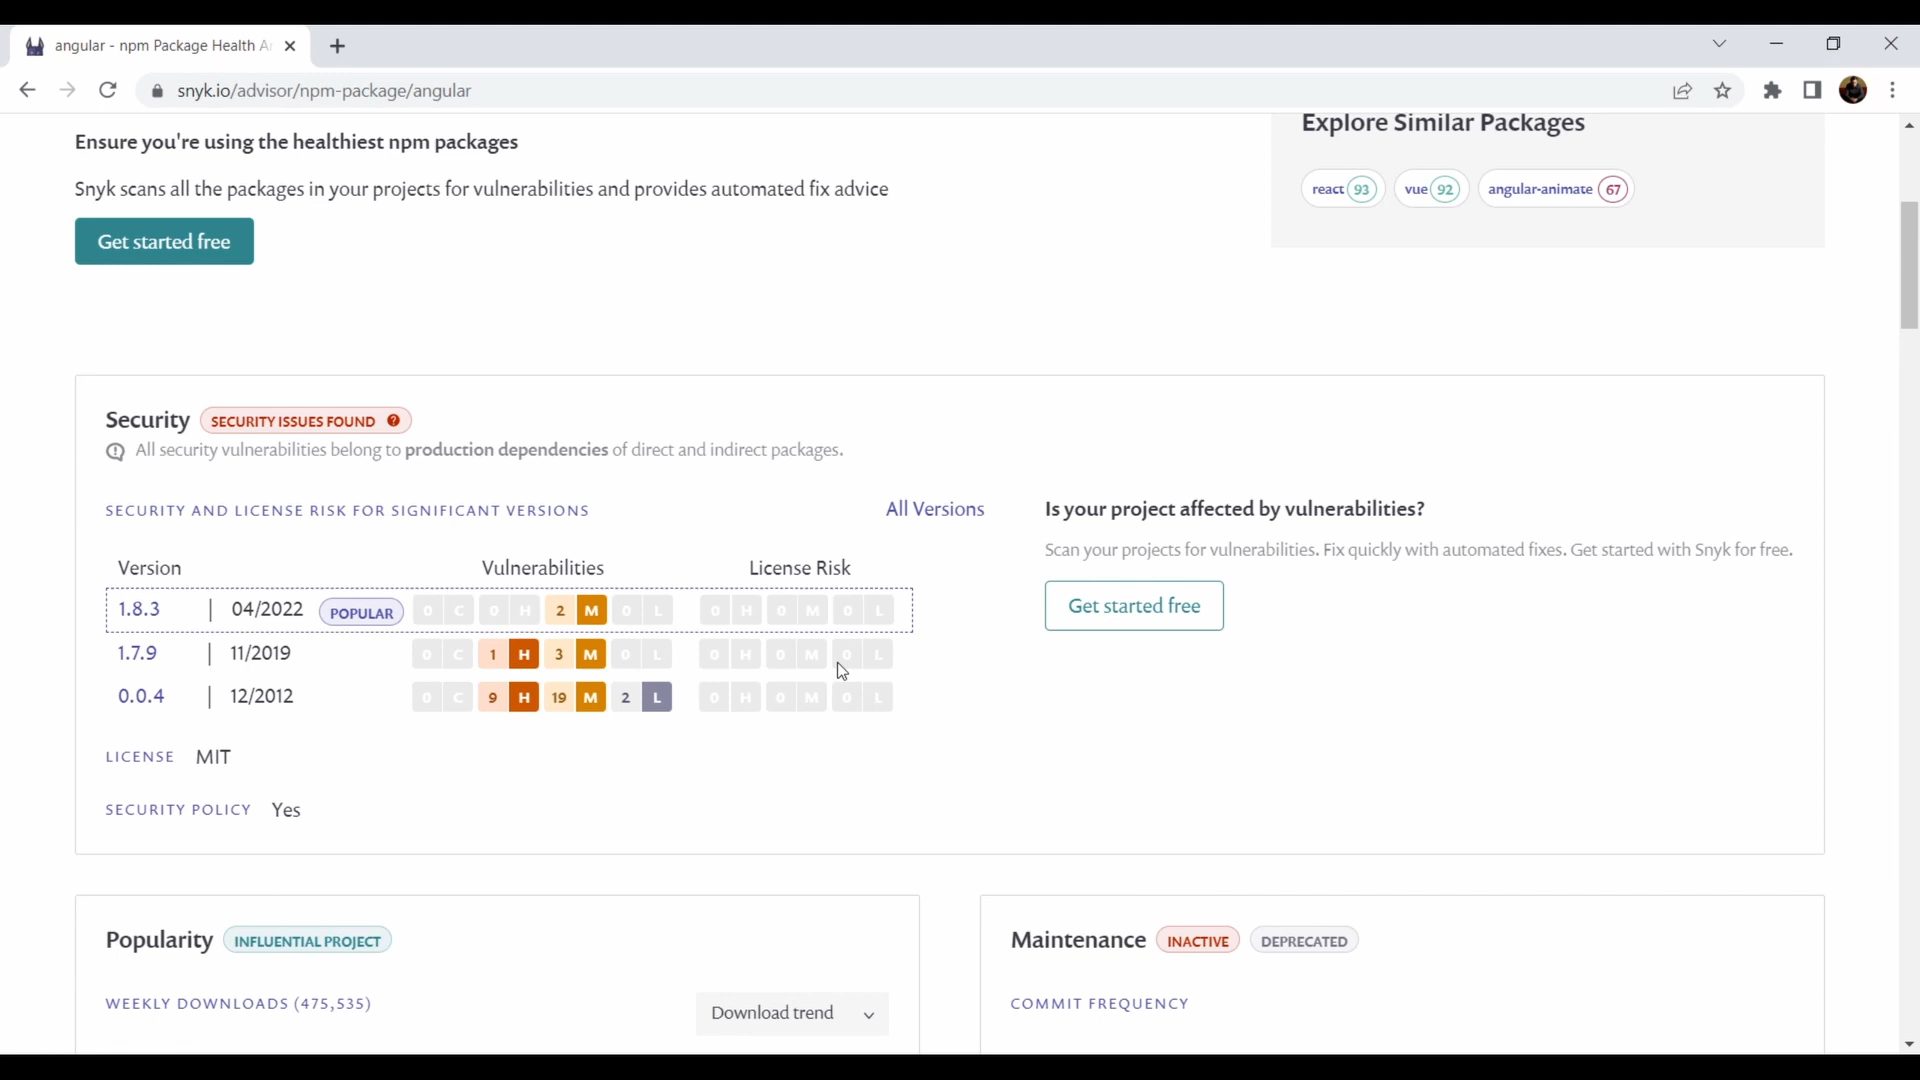 angular - npm Package Health A
snyk.io/advisor/npm-package/angular
Ensure you're using the healthiest npm packages
Snyk scans all the packages in your projects for vulnerabilities and provides automated fix advice
Get started free
Explore Similar Packages
react 93 vue 92 angular-animate 67
Security SECURITY ISSUES FOUND ?
All security vulnerabilities belong to production dependencies of direct and indirect packages.
SECURITY AND LICENSE RISK FOR SIGNIFICANT VERSIONS All Versions
Version Vulnerabilities License Risk
1.8.3 | 04/2022 POPULAR 0 C 0 H 2 M 0 L 0 H 0 M 0 L
1.7.9 | 11/2019 0 C 1 H 3 M 0 L 0 H 0 M 0 L
0.0.4 | 12/2012 0 C 9 H 19 M 2 L 0 H 0 M 0 L
LICENSE MIT
SECURITY POLICY Yes
Is your project affected by vulnerabilities?
Scan your projects for vulnerabilities. Fix quickly with automated fixes. Get started with Snyk for free.
Get started free
Popularity INFLUENTIAL PROJECT
WEEKLY DOWNLOADS (475,535) Download trend
Maintenance INACTIVE DEPRECATED
COMMIT FREQUENCY